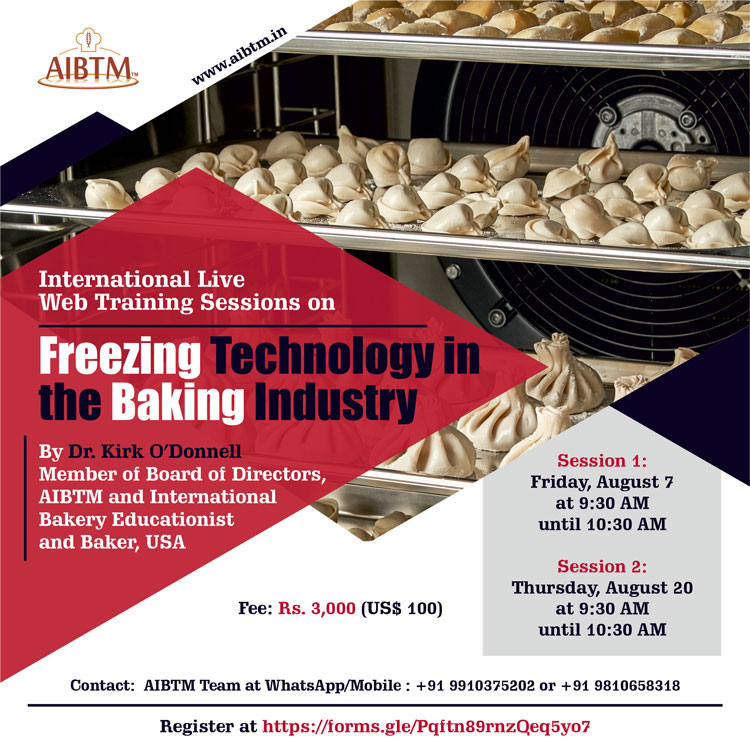 AIBTM™
www.aibtm.in
International Live
Web Training Sessions on
Freezing Technology in
the Baking Industry
By Dr. Kirk O’Donnell
Member of Board of Directors,
AIBTM and International
Bakery Educationist
and Baker, USA
Session 1:
Friday, August 7
at 9:30 AM
until 10:30 AM
Session 2:
Thursday, August 20
at 9:30 AM
until 10:30 AM
Fee: Rs. 3,000 (US$ 100)
Contact: AIBTM Team at WhatsApp/Mobile : +91 9910375202 or +91 9810658318
Register at https://forms.gle/Pqftn89rnzQeq5yo7